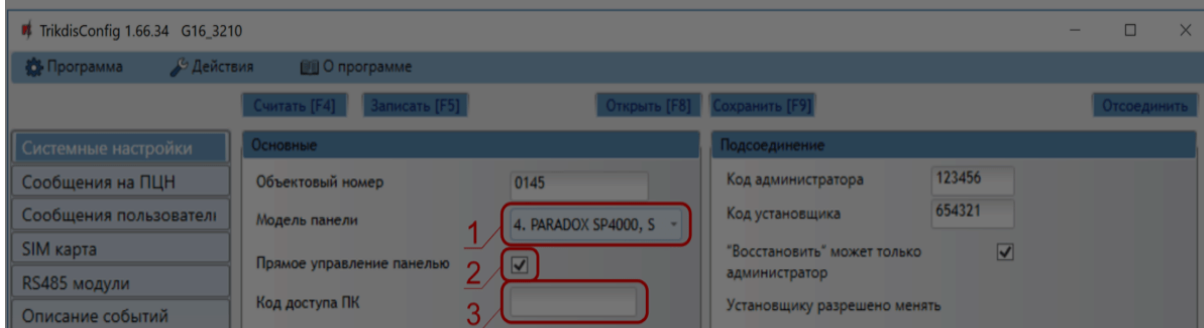 TrikdisConfig 1.66.34 G16_3210
Программа Действия О программе
Считать [F4] Записать [F5] Открыть [F8] Сохранить [F9] Отсоединить
Системные настройки
Сообщения на ПЦН
Сообщения пользовател
SIM карта
RS485 модули
Описание событий
Основные
Объектовый номер 0145
Модель панели 1 4. PARADOX SP4000, S
Прямое управление панелью 2
Код доступа ПК 3
Подсоединение
Код администратора 123456
Код установщика 654321
"Восстановить" может только
администратор
Установщику разрешено менять